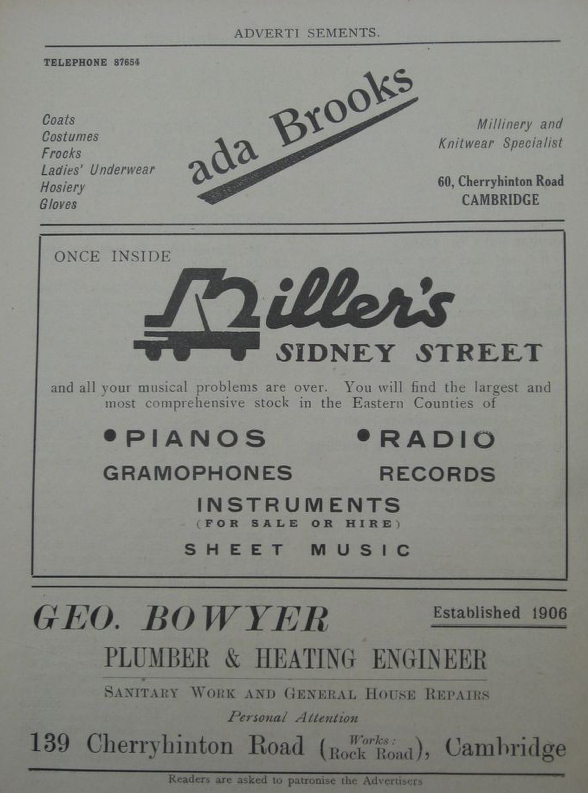 ADVERTI SEMENTS.
TELEPHONE 87654
Coats
Costumes
Frocks
Ladies' Underwear
Hosiery
Gloves
ada Brooks
Millinery and
Knitwear Specialist
60, Cherryhinton Road
CAMBRIDGE
ONCE INSIDE
Miller's
SIDNEY STREET
and all your musical problems are over. You will find the largest and
most comprehensive stock in the Eastern Counties of
•PIANOS •RADIO
GRAMOPHONES RECORDS
INSTRUMENTS
(FOR SALE OR HIRE)
SHEET MUSIC
GEO. BOWYER Established 1906
PLUMBER & HEATING ENGINEER
SANITARY WORK AND GENERAL HOUSE REPAIRS
Personal Attention
139 Cherryhinton Road (Works: Rock Road), Cambridge
Readers are asked to patronise the Advertisers